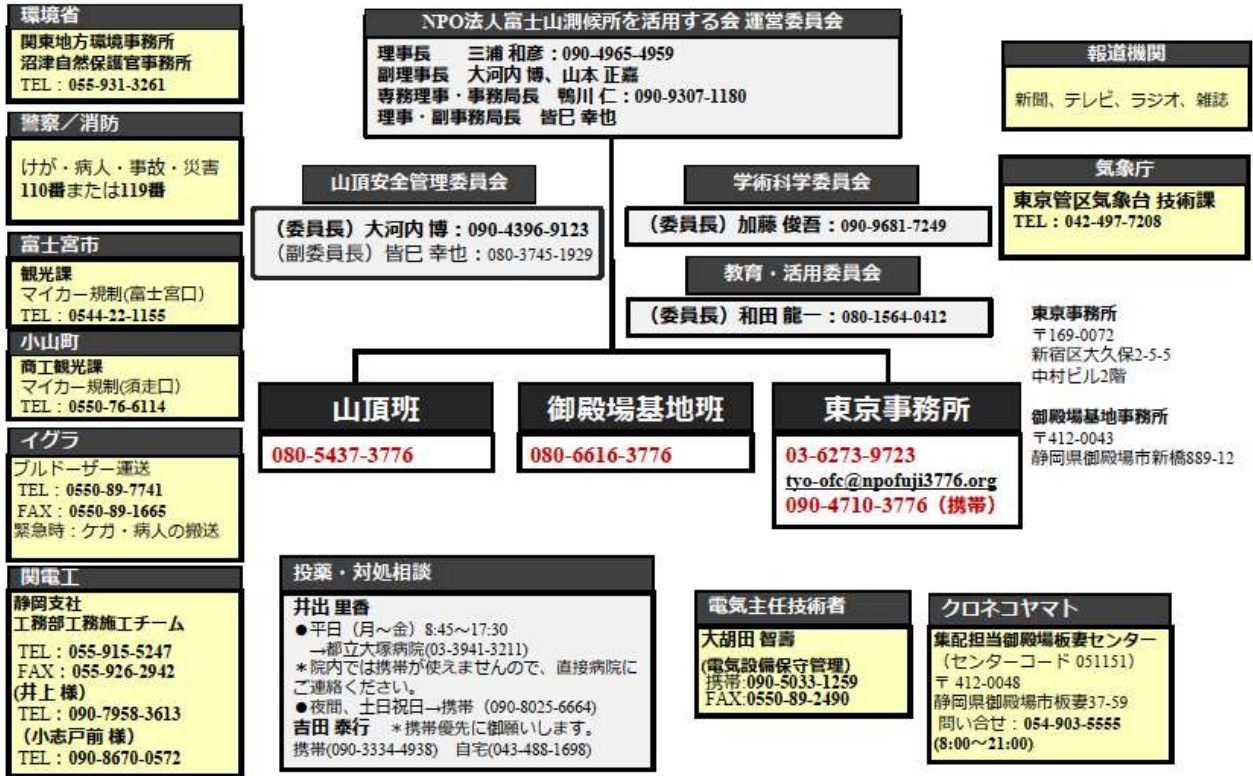 環境省
関東地方環境事務所
沼津自然保護官事務所
TEL：055-931-3261
警察／消防
けが・病人・事故・災害
110番または119番
富士宮市
観光課
マイカー規制(富士宮口)
TEL：0544-22-1155
小山町
商工観光課
マイカー規制(須走口)
TEL：0550-76-6114
イグラ
ブルドーザー運送
TEL：0550-89-7741
FAX：0550-89-1665
緊急時：ケガ・病人の搬送
関電工
静岡支社
工務部工務施工チーム
TEL：055-915-5247
FAX：055-926-2942
(井上 様)
TEL：090-7958-3613
（小志戸前 様）
TEL：090-8670-0572
NPO法人富士山測候所を活用する会 運営委員会
理事長　三浦 和彦：090-4965-4959
副理事長　大河内 博、山本 正嘉
専務理事・事務局長　鴨川 仁：090-9307-1180
理事・副事務局長　皆巳 幸也
山頂安全管理委員会
（委員長）大河内 博：090-4396-9123
（副委員長）皆巳 幸也：080-3745-1929
学術科学委員会
（委員長）加藤 俊吾：090-9681-7249
教育・活用委員会
（委員長）和田 龍一：080-1564-0412
山頂班
080-5437-3776
御殿場基地班
080-6616-3776
東京事務所
03-6273-9723
tyo-ofc@npofuji3776.org
090-4710-3776（携帯）
報道機関
新聞、テレビ、ラジオ、雑誌
気象庁
東京管区気象台 技術課
TEL：042-497-7208
東京事務所
〒169-0072
新宿区大久保2-5-5
中村ビル2階
御殿場基地事務所
〒412-0043
静岡県御殿場市新橋889-12
投薬・対処相談
井出 里香
●平日（月～金）8:45～17:30
→都立大塚病院(03-3941-3211)
＊院内では携帯が使えませんので、直接病院に
ご連絡ください。
●夜間、土日祝日→携帯（090-8025-6664)
吉田 泰行　＊携帯優先に御願いします。
携帯(090-3334-4938)　自宅(043-488-1698)
電気主任技術者
大胡田 智壽
(電気設備保守管理)
携帯:090-5033-1259
FAX:0550-89-2490
クロネコヤマト
集配担当御殿場板妻センター
（センターコード 051151）
〒 412-0048
静岡県御殿場市板妻37-59
問い合せ：054-903-5555
(8:00～21:00)